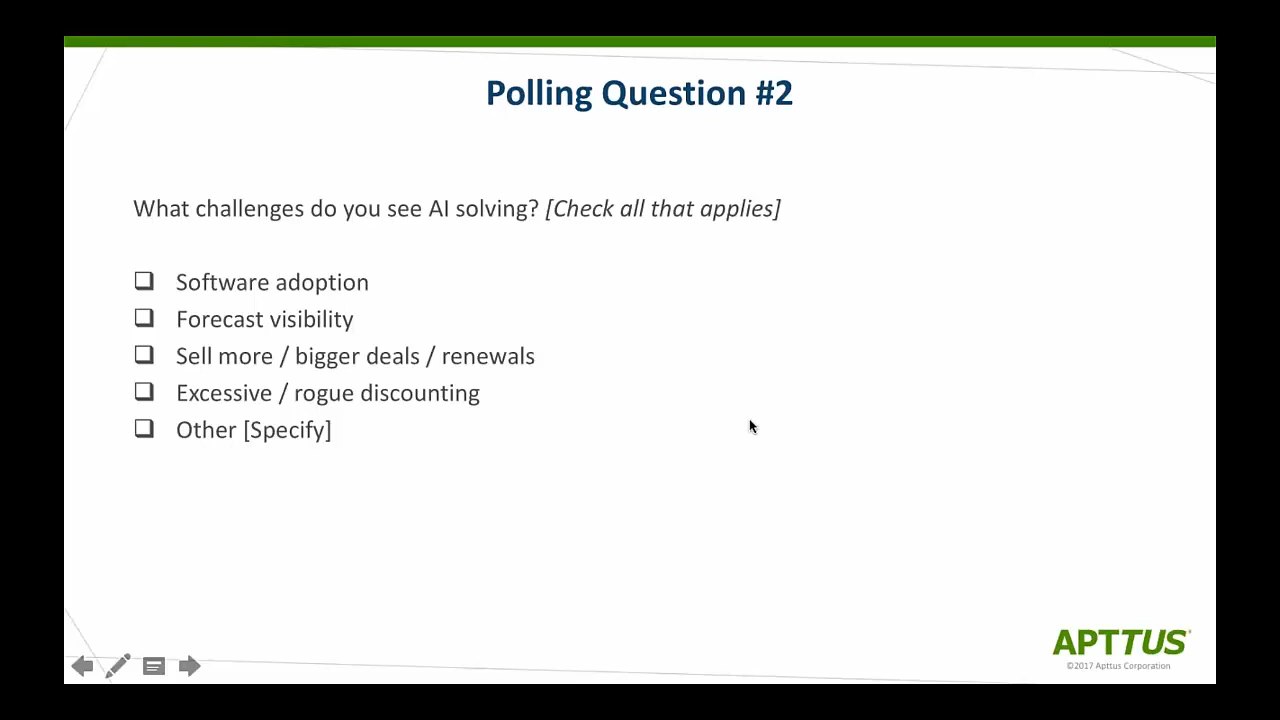 Polling Question #2
What challenges do you see AI solving? [Check all that applies]
Software adoption
Forecast visibility
Sell more / bigger deals / renewals
Excessive / rogue discounting
Other [Specify]
APTTUS
©2017 Apttus Corporation